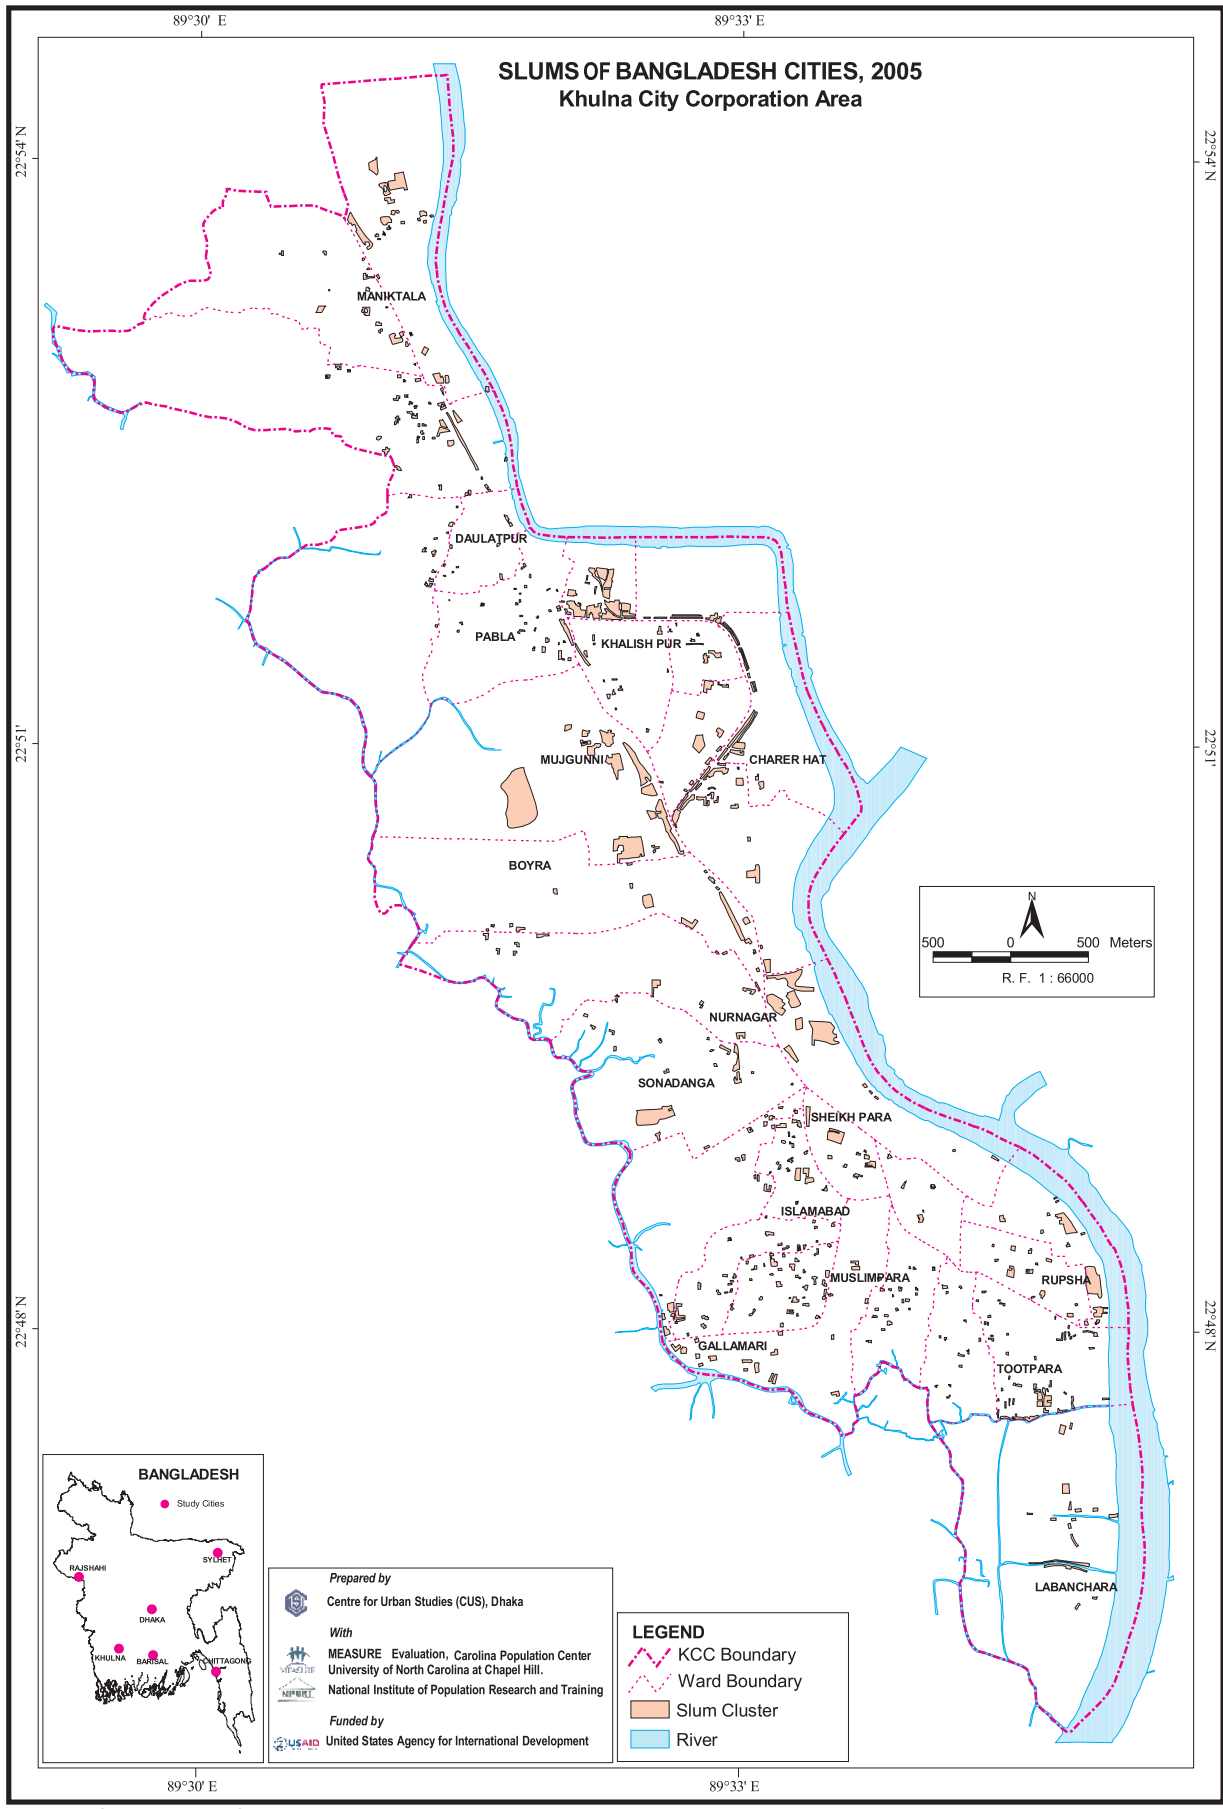 89°30' E
89°33' E
SLUMS OF BANGLADESH CITIES, 2005
Khulna City Corporation Area
22°54' N
22°54' N
MANIKTALA
DAULATPUR
PABLA
KHALISH PUR
22°51'
22°51'
MUJGUNNI
CHARER HAT
BOYRA
N
500 0 500 Meters
R. F. 1 : 66000
NURNAGAR
SONADANGA
SHEIKH PARA
ISLAMABAD
MUSLIMPARA
RUPSHA
22°48' N
22°48' N
GALLAMARI
TOOTPARA
LABANCHARA
BANGLADESH
Study Cities
SYLHET
RAJSHAHI
DHAKA
KHULNA
BARISAL
CHITTAGONG
Prepared by
Centre for Urban Studies (CUS), Dhaka
With
MEASURE Evaluation, Carolina Population Center
University of North Carolina at Chapel Hill.
MEASURE
National Institute of Population Research and Training
NIPORT
Funded by
USAID
United States Agency for International Development
LEGEND
KCC Boundary
Ward Boundary
Slum Cluster
River
89°30' E
89°33' E